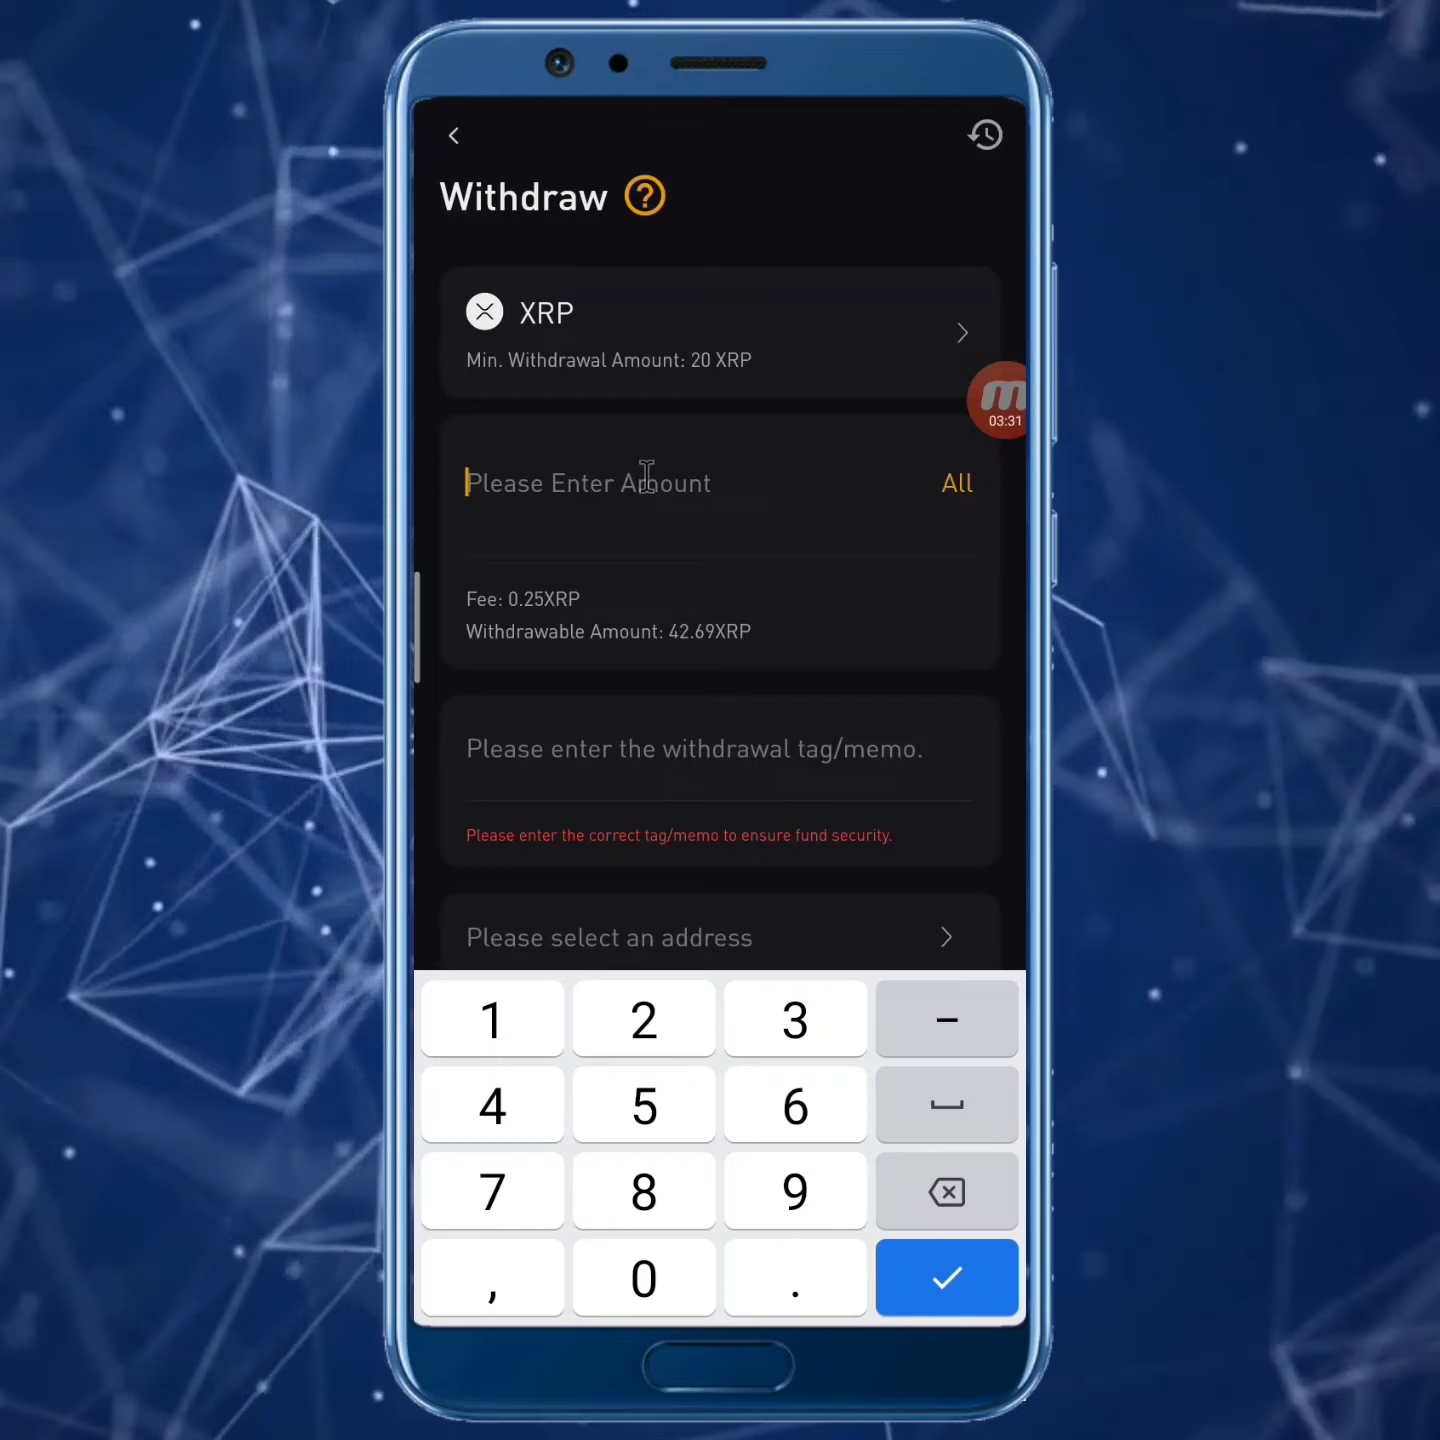 Withdraw ?
XRP
Min. Withdrawal Amount: 20 XRP
m
03:31
Please Enter Amount
All
Fee: 0.25XRP
Withdrawable Amount: 42.69XRP
Please enter the withdrawal tag/memo.
Please enter the correct tag/memo to ensure fund security.
Please select an address
1 2 3 –
4 5 6
7 8 9
, 0 .